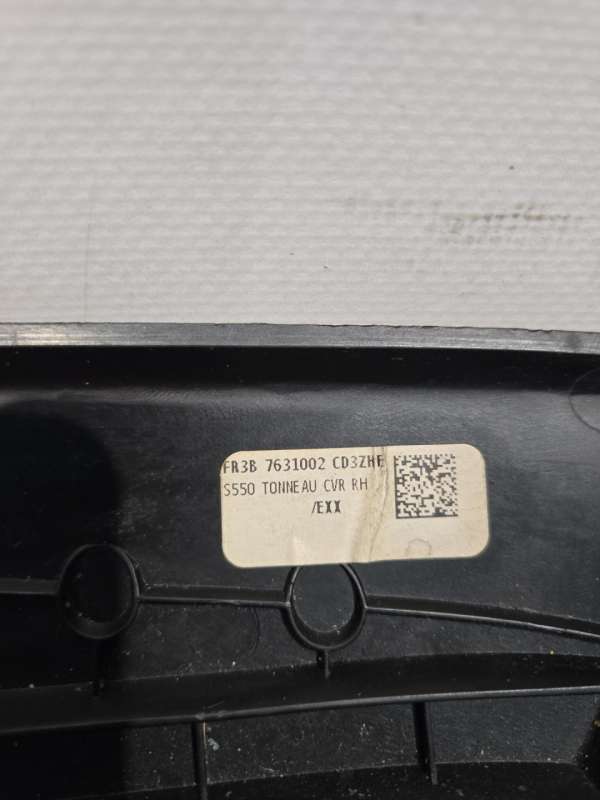 FR3B 7631002 CD3ZHE
S550 TONNEAU CVR RH
/EXX